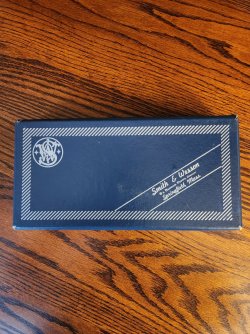 Smith & Wesson
Springfield, Mass.